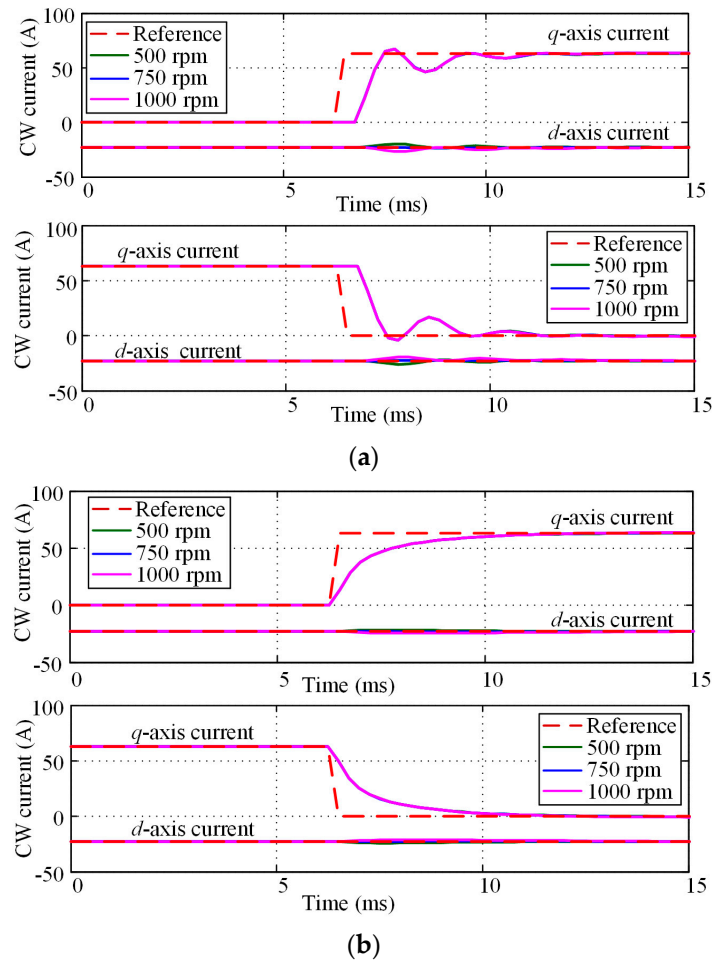 100
Reference
500 rpm
750 rpm
1000 rpm
q-axis current
d-axis current
50
0
-50
CW current (A)
0
5
10
15
Time (ms)
100
q-axis current
Reference
500 rpm
750 rpm
1000 rpm
50
0
d-axis current
-50
CW current (A)
0
5
10
15
Time (ms)
(a)
100
Reference
500 rpm
750 rpm
1000 rpm
q-axis current
50
0
d-axis current
-50
CW current (A)
0
5
10
15
Time (ms)
100
q-axis current
Reference
500 rpm
750 rpm
1000 rpm
50
0
d-axis current
-50
CW current (A)
0
5
10
15
Time (ms)
(b)